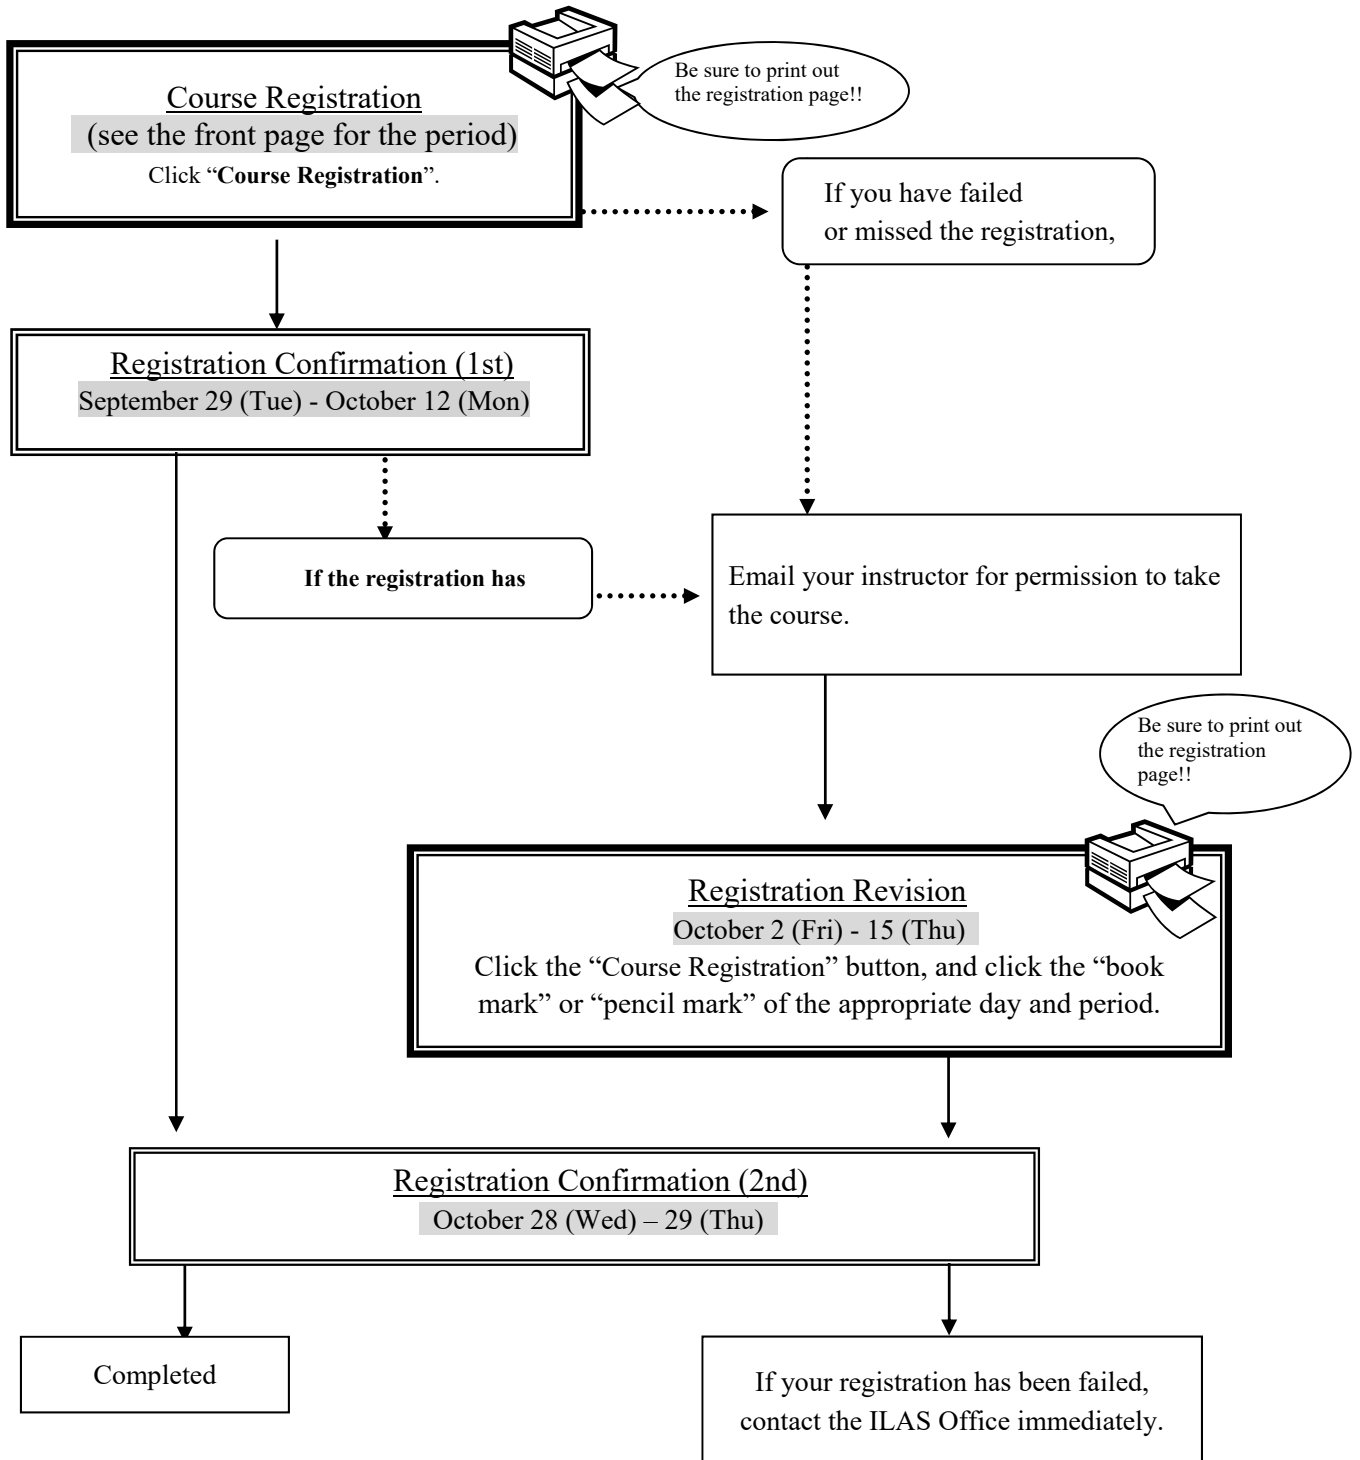 Be sure to print out
the registration page!!
Course Registration
(see the front page for the period)
Click “Course Registration”.
If you have failed
or missed the registration,
Registration Confirmation (1st)
September 29 (Tue) - October 12 (Mon)
If the registration has
Email your instructor for permission to take
the course.
Be sure to print out
the registration
page!!
Registration Revision
October 2 (Fri) - 15 (Thu)
Click the “Course Registration” button, and click the “book
mark” or “pencil mark” of the appropriate day and period.
Registration Confirmation (2nd)
October 28 (Wed) – 29 (Thu)
Completed
If your registration has been failed,
contact the ILAS Office immediately.